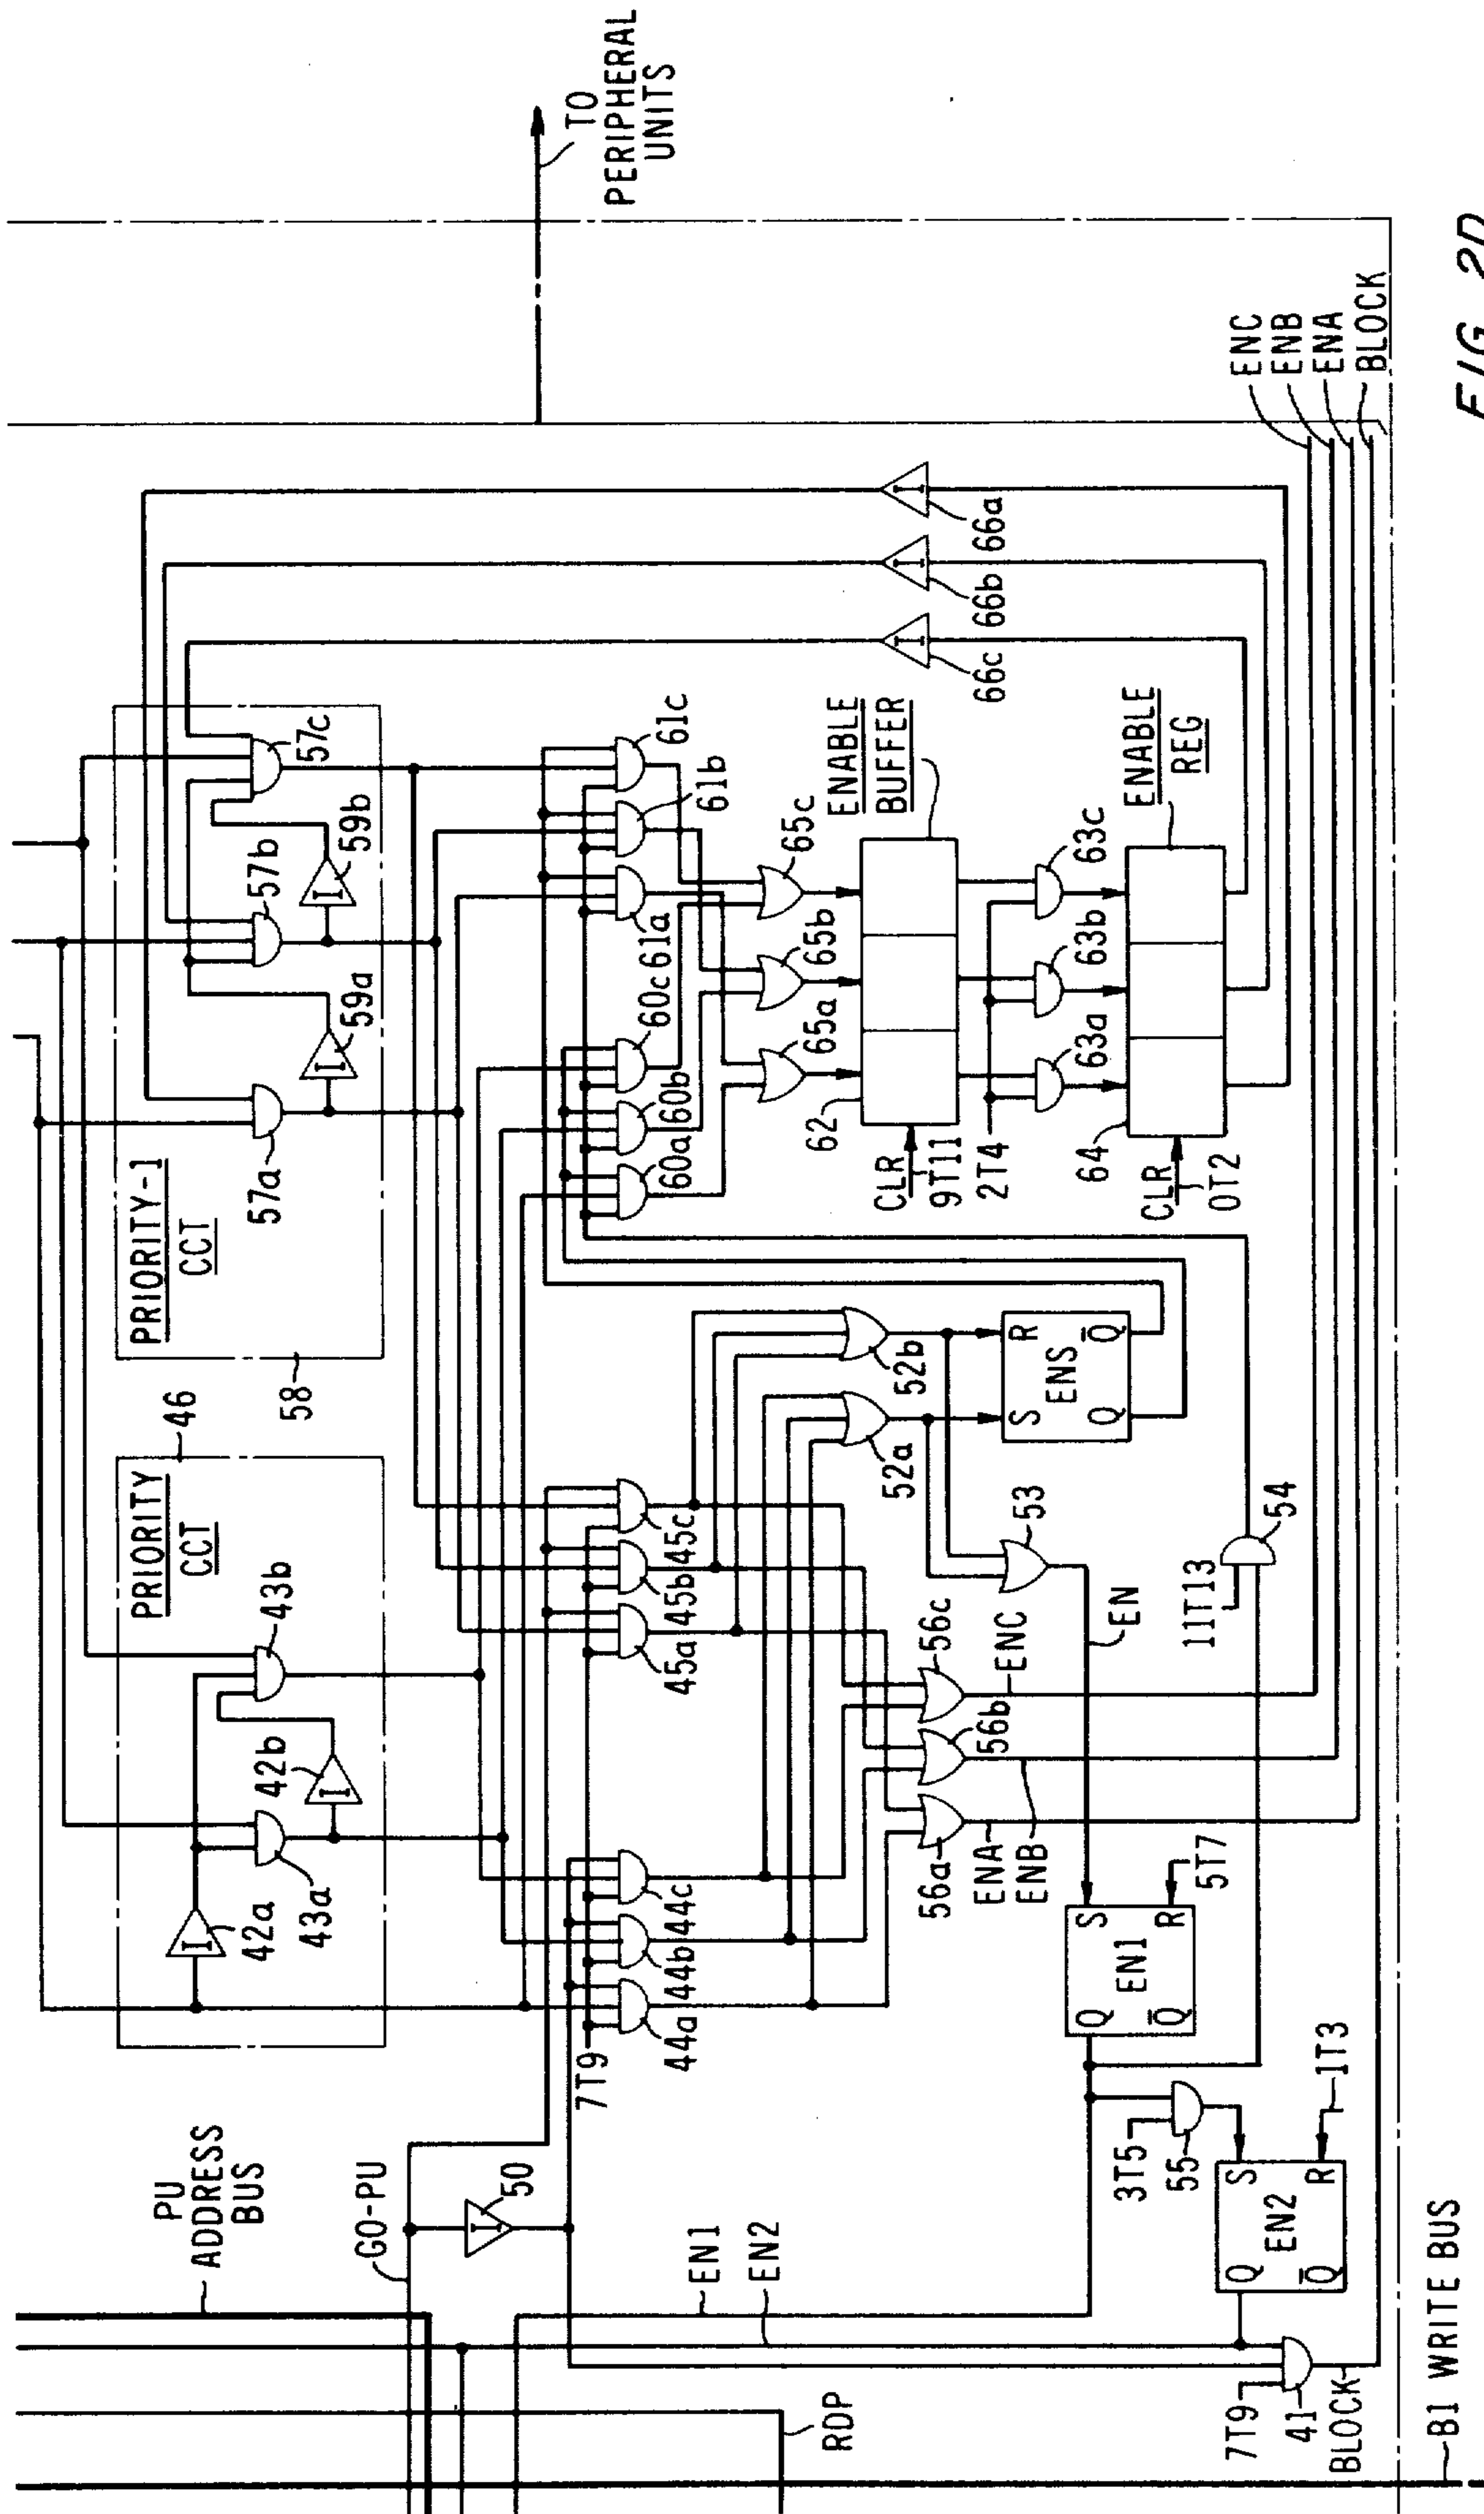 TO
PERIPHERAL
UNITS
PRIORITY-1
CCT
58
57a
57b
57c
59a
59b
PRIORITY
CCT
46
42a
42b
43a
43b
PU
ADDRESS
BUS
GO-PU
50
7T9
44a
44b
44c
45a
45b
45c
60a
60b
60c
61a
61b
61c
66a
66b
66c
65a
65b
65c
ENABLE
BUFFER
62
CLR
9T11
2T4
63a
63b
63c
ENABLE
REG
64
CLR
0T2
52a
52b
S
R
ENS
Q
Q̅
53
EN
11T13
54
56a
56b
56c
ENA
ENB
ENC
S
R
EN1
Q
Q̅
5T7
3T5
55
S
R
EN2
Q
Q̅
1T3
EN1
EN2
RDP
7T9
41
BLOCK
ENC
ENB
ENA
BLOCK
B1 WRITE BUS
FIG. 2D